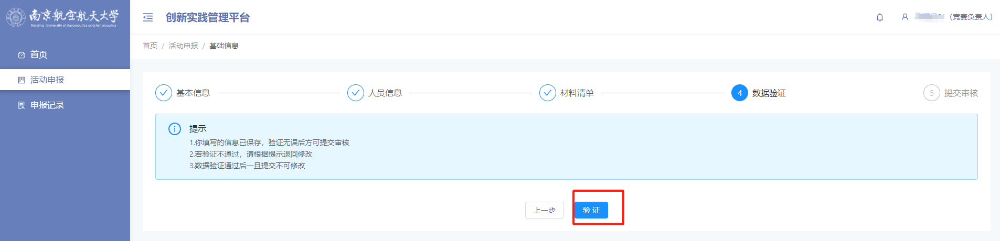 南京航空航天大学
Nanjing University of Aeronautics and Astronautics
创新实践管理平台
（竞赛负责人）
首页
活动申报
申报记录
首页 / 活动申报 / 基础信息
基本信息
人员信息
材料清单
4 数据验证
5 提交审核
提示
1.你填写的信息已保存，验证无误后方可提交审核
2.若验证不通过，请根据提示退回修改
3.数据验证通过后一旦提交不可修改
上一步
验 证